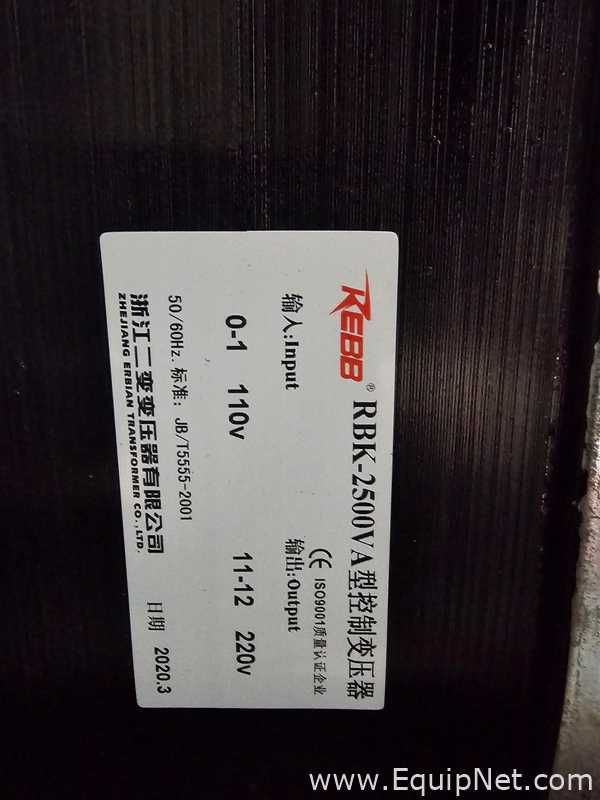 KEBB® RBK-2500VA型控制变压器
CE ISO9001质量认证企业
输入:Input 输出:Output
0-1 110v 11-12 220v
50/60Hz. 标准: JB/T5555-2001 日期 2020.3
浙江二变变压器有限公司
ZHEJIANG ERBIAN TRANSFORMER CO.,LTD.
www.EquipNet.com